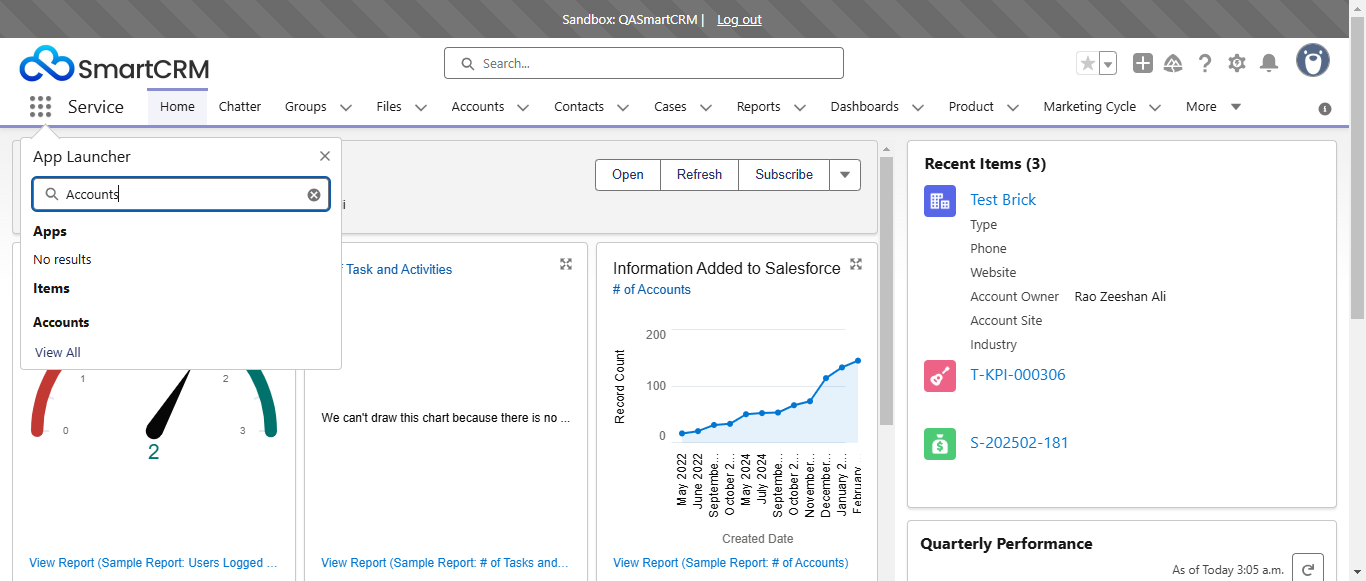 Sandbox: QASmartCRM | Log out
SmartCRM
Search...
Service
Home
Chatter
Groups
Files
Accounts
Contacts
Cases
Reports
Dashboards
Product
Marketing Cycle
More
App Launcher
Accounts
Apps
No results
Items
Accounts
View All
Open
Refresh
Subscribe
1
2
0
3
2
View Report (Sample Report: Users Logged ...
Task and Activities
We can't draw this chart because there is no ...
View Report (Sample Report: # of Tasks and...
Information Added to Salesforce
# of Accounts
Record Count
200
100
0
May 2022
June 2022
Septembe...
October 2...
May 2024
July 2024
Septembe...
October 2...
November...
December...
January 2...
February ...
Created Date
View Report (Sample Report: # of Accounts)
Recent Items (3)
Test Brick
Type
Phone
Website
Account Owner Rao Zeeshan Ali
Account Site
Industry
T-KPI-000306
S-202502-181
Quarterly Performance
As of Today 3:05 a.m.